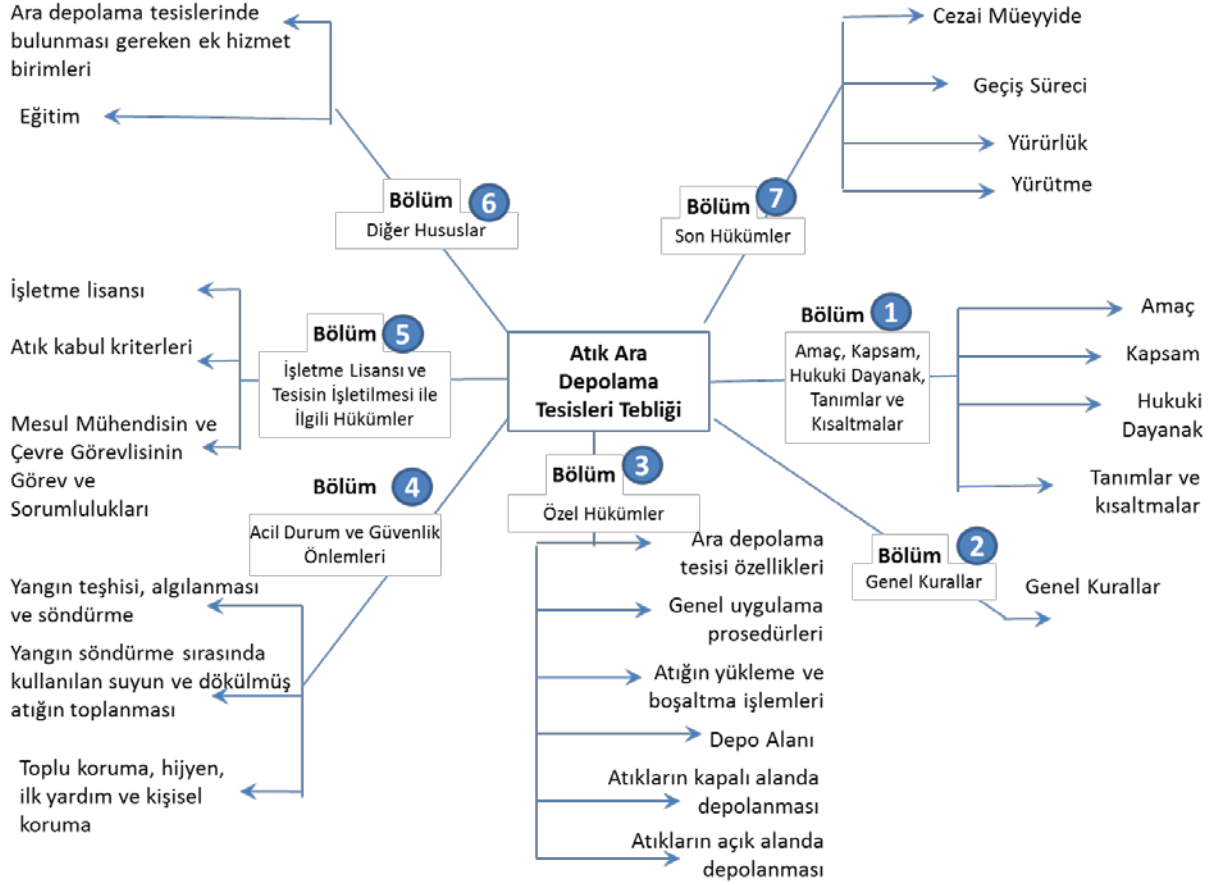 Ara depolama tesislerinde
bulunması gereken ek hizmet
birimleri
Eğitim
Bölüm 6
Diğer Hususlar
Cezai Müeyyide
Geçiş Süreci
Yürürlük
Yürütme
Bölüm 7
Son Hükümler
İşletme lisansı
Atık kabul kriterleri
Mesul Mühendisin ve
Çevre Görevlisinin
Görev ve
Sorumlulukları
Bölüm 5
İşletme Lisansı ve
Tesisin İşletilmesi ile
İlgili Hükümler
Atık Ara
Depolama
Tesisleri Tebliği
Bölüm 1
Amaç, Kapsam,
Hukuki Dayanak,
Tanımlar ve
Kısaltmalar
Amaç
Kapsam
Hukuki
Dayanak
Tanımlar ve
kısaltmalar
Bölüm 4
Acil Durum ve Güvenlik
Önlemleri
Yangın teşhisi, algılanması
ve söndürme
Yangın söndürme sırasında
kullanılan suyun ve dökülmüş
atığın toplanması
Toplu koruma, hijyen,
ilk yardım ve kişisel
koruma
Bölüm 3
Özel Hükümler
Ara depolama
tesisi özellikleri
Genel uygulama
prosedürleri
Atığın yükleme ve
boşaltma işlemleri
Depo Alanı
Atıkların kapalı alanda
depolanması
Atıkların açık alanda
depolanması
Bölüm 2
Genel Kurallar
Genel Kurallar